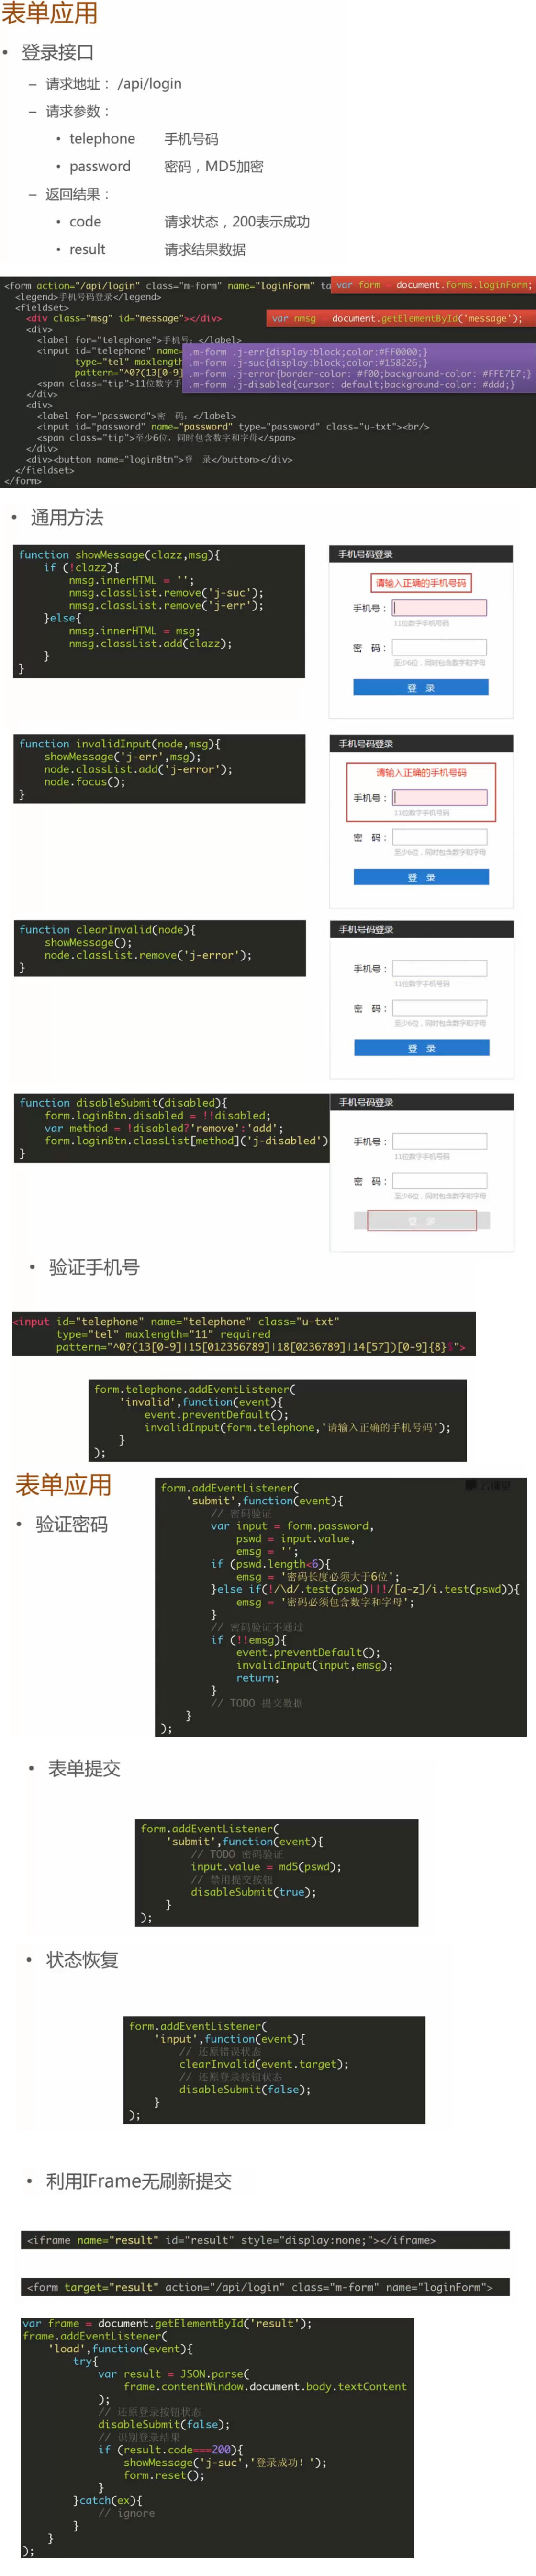 表单应用
• 登录接口
– 请求地址： /api/login
– 请求参数：
• telephone 手机号码
• password 密码，MD5加密
– 返回结果：
• code 请求状态，200表示成功
• result 请求结果数据
<form action="/api/login" class="m-form" name="loginForm" ta
var form = document.forms.loginForm;
<legend>手机号码登录</legend>
<fieldset>
<div class="msg" id="message"></div>
var nmsg = document.getElementById('message');
<div>
<label for="telephone">手机号：</label>
<input id="telephone" name=
type="tel" maxlength
pattern="^0?(13[0-9]
<span class="tip">11位数字手
.m-form .j-err{display:block;color:#FF0000;}
.m-form .j-suc{display:block;color:#158226;}
.m-form .j-error{border-color: #f00;background-color: #FFE7E7;}
.m-form .j-disabled{cursor: default;background-color: #ddd;}
</div>
<div>
<label for="password">密 码：</label>
<input id="password" name="password" type="password" class="u-txt"><br/>
<span class="tip">至少6位，同时包含数字和字母</span>
</div>
<div><button name="loginBtn">登 录</button></div>
</fieldset>
</form>
• 通用方法
function showMessage(clazz,msg){
if (!clazz){
nmsg.innerHTML = '';
nmsg.classList.remove('j-suc');
nmsg.classList.remove('j-err');
}else{
nmsg.innerHTML = msg;
nmsg.classList.add(clazz);
}
}
手机号码登录
请输入正确的手机号码
手机号：
11位数字手机号码
密 码：
至少6位，同时包含数字和字母
登 录
function invalidInput(node,msg){
showMessage('j-err',msg);
node.classList.add('j-error');
node.focus();
}
手机号码登录
请输入正确的手机号码
手机号：
11位数字手机号码
密 码：
至少6位，同时包含数字和字母
登 录
function clearInvalid(node){
showMessage();
node.classList.remove('j-error');
}
手机号码登录
手机号：
11位数字手机号码
密 码：
至少6位，同时包含数字和字母
登 录
function disableSubmit(disabled){
form.loginBtn.disabled = !!disabled;
var method = !disabled?'remove':'add';
form.loginBtn.classList[method]('j-disabled')
}
手机号码登录
手机号：
11位数字手机号码
密 码：
至少6位，同时包含数字和字母
登 录
• 验证手机号
<input id="telephone" name="telephone" class="u-txt"
type="tel" maxlength="11" required
pattern="^0?(13[0-9]|15[012356789]|18[0236789]|14[57])[0-9]{8}$">
form.telephone.addEventListener(
'invalid',function(event){
event.preventDefault();
invalidInput(form.telephone,'请输入正确的手机号码');
}
);
表单应用
• 验证密码
form.addEventListener(
'submit',function(event){
// 密码验证
var input = form.password,
pswd = input.value,
emsg = '';
if (pswd.length<6){
emsg = '密码长度必须大于6位';
}else if(!/\d/.test(pswd)||!/[a-z]/i.test(pswd)){
emsg = '密码必须包含数字和字母';
}
// 密码验证不通过
if (!!emsg){
event.preventDefault();
invalidInput(input,emsg);
return;
}
// TODO 提交数据
}
);
• 表单提交
form.addEventListener(
'submit',function(event){
// TODO 密码验证
input.value = md5(pswd);
// 禁用提交按钮
disableSubmit(true);
}
);
• 状态恢复
form.addEventListener(
'input',function(event){
// 还原错误状态
clearInvalid(event.target);
// 还原登录按钮状态
disableSubmit(false);
}
);
• 利用IFrame无刷新提交
<iframe name="result" id="result" style="display:none;"></iframe>
<form target="result" action="/api/login" class="m-form" name="loginForm">
var frame = document.getElementById('result');
frame.addEventListener(
'load',function(event){
try{
var result = JSON.parse(
frame.contentWindow.document.body.textContent
);
// 还原登录按钮状态
disableSubmit(false);
// 识别登录结果
if (result.code===200){
showMessage('j-suc','登录成功！');
form.reset();
}
}catch(ex){
// ignore
}
}
);